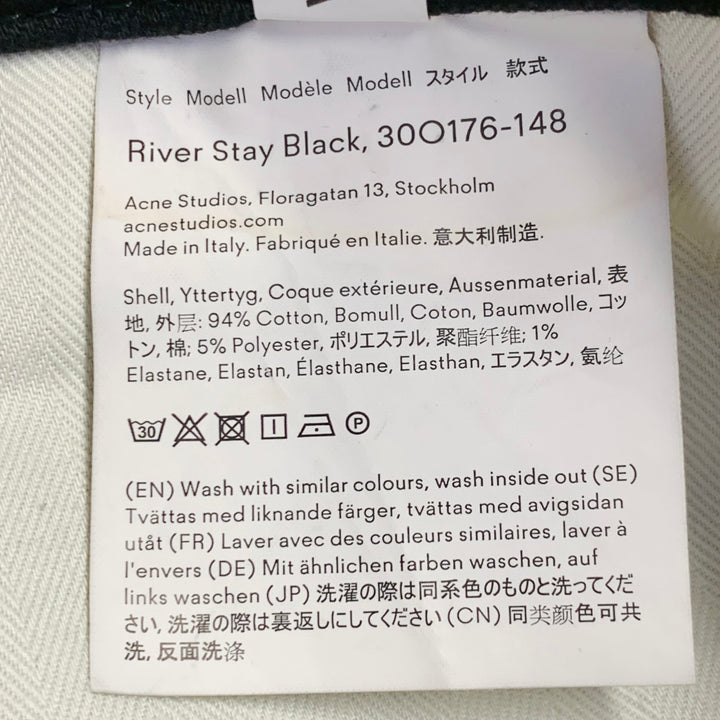 Style Modell Modèle Modell スタイル 款式
River Stay Black, 30O176-148
Acne Studios, Floragatan 13, Stockholm
acnestudios.com
Made in Italy. Fabriqué en Italie. 意大利制造.
Shell, Yttertyg, Coque extérieure, Aussenmaterial, 表
地, 外层: 94% Cotton, Bomull, Coton, Baumwolle, コッ
トン, 棉; 5% Polyester, ポリエステル, 聚酯纤维; 1%
Elastane, Elastan, Élasthane, Elasthan, エラスタン, 氨纶
30 P
(EN) Wash with similar colours, wash inside out (SE)
Tvättas med liknande färger, tvättas med avigsidan
utåt (FR) Laver avec des couleurs similaires, laver à
l'envers (DE) Mit ähnlichen farben waschen, auf
links waschen (JP) 洗濯の際は同系色のものと洗ってくだ
さい, 洗濯の際は裏返しにしてください (CN) 同类颜色可共
洗, 反面洗涤